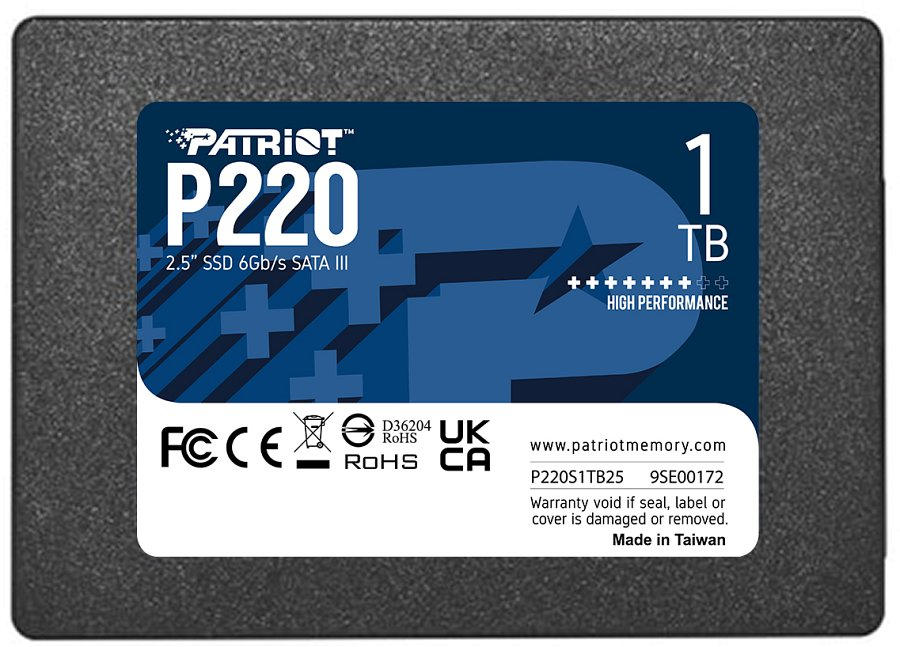 PATRIOT™
P220
2.5” SSD 6Gb/s SATA III
1
TB
HIGH PERFORMANCE
FC CE D36204
RoHS
RoHS
UK
CA
www.patriotmemory.com
P220S1TB25 9SE00172
Warranty void if seal, label or
cover is damaged or removed.
Made in Taiwan